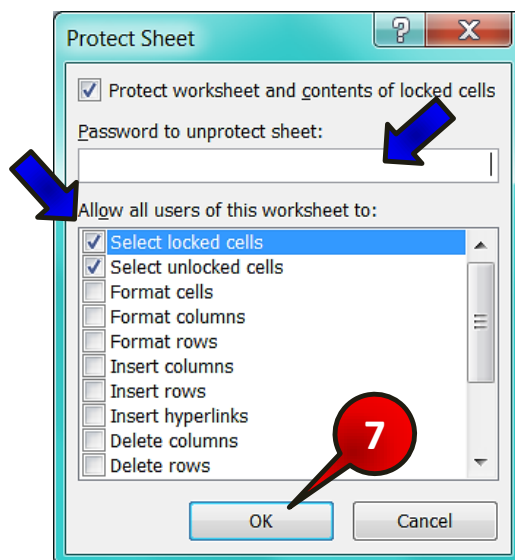 Protect Sheet
? X
Protect worksheet and contents of locked cells
Password to unprotect sheet:
Allow all users of this worksheet to:
Select locked cells
Select unlocked cells
Format cells
Format columns
Format rows
Insert columns
Insert rows
Insert hyperlinks
Delete columns
Delete rows
7
OK Cancel